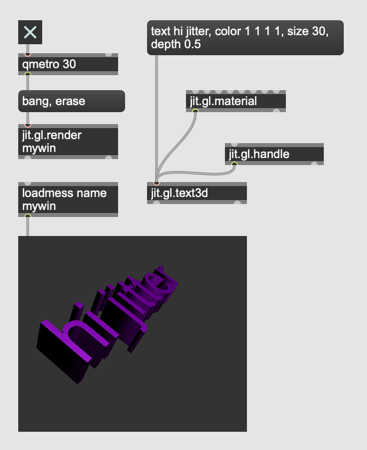 text hi jitter, color 1 1 1 1, size 30,
depth 0.5
qmetro 30
bang, erase
jit.gl.material
jit.gl.render
mywin
jit.gl.handle
loadmess name
mywin
jit.gl.text3d
hi jitter